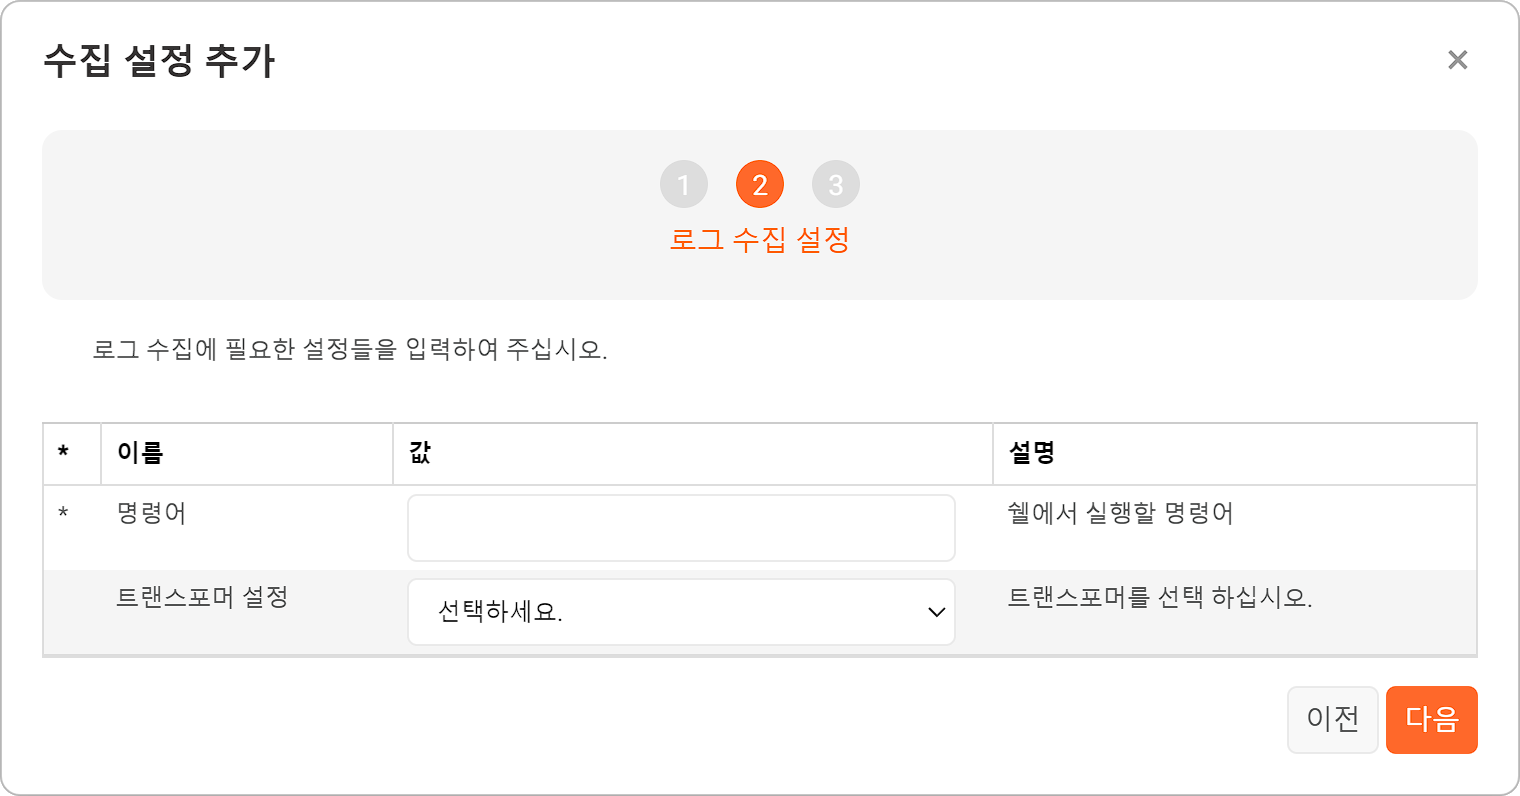 수집 설정 추가
×
1 2 3
로그 수집 설정
로그 수집에 필요한 설정들을 입력하여 주십시오.
* 이름 값 설명
* 명령어 쉘에서 실행할 명령어
트랜스포머 설정 선택하세요. 트랜스포머를 선택 하십시오.
이전 다음